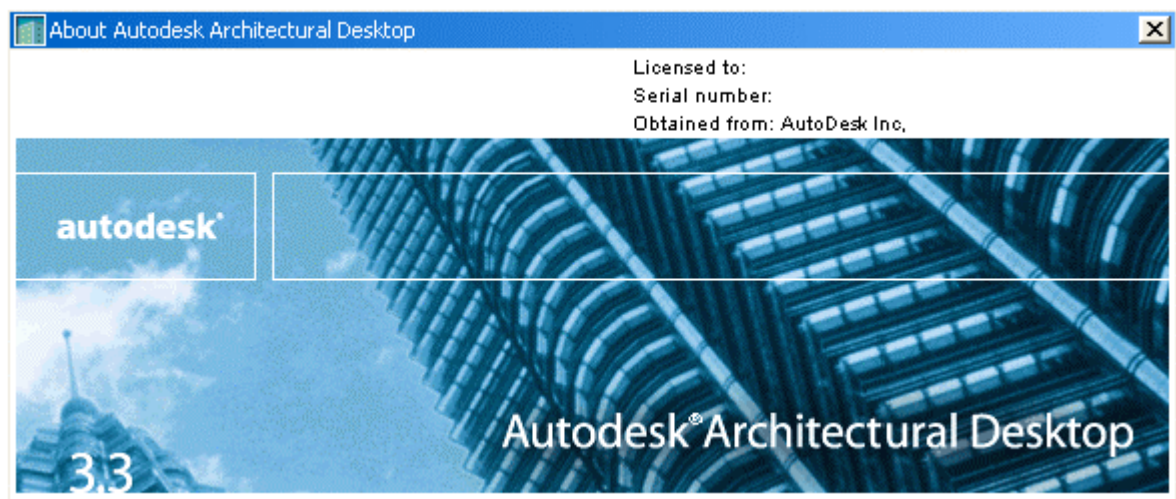 About Autodesk Architectural Desktop
Licensed to:
Serial number:
Obtained from: AutoDesk Inc,
autodesk®
Autodesk® Architectural Desktop
3.3